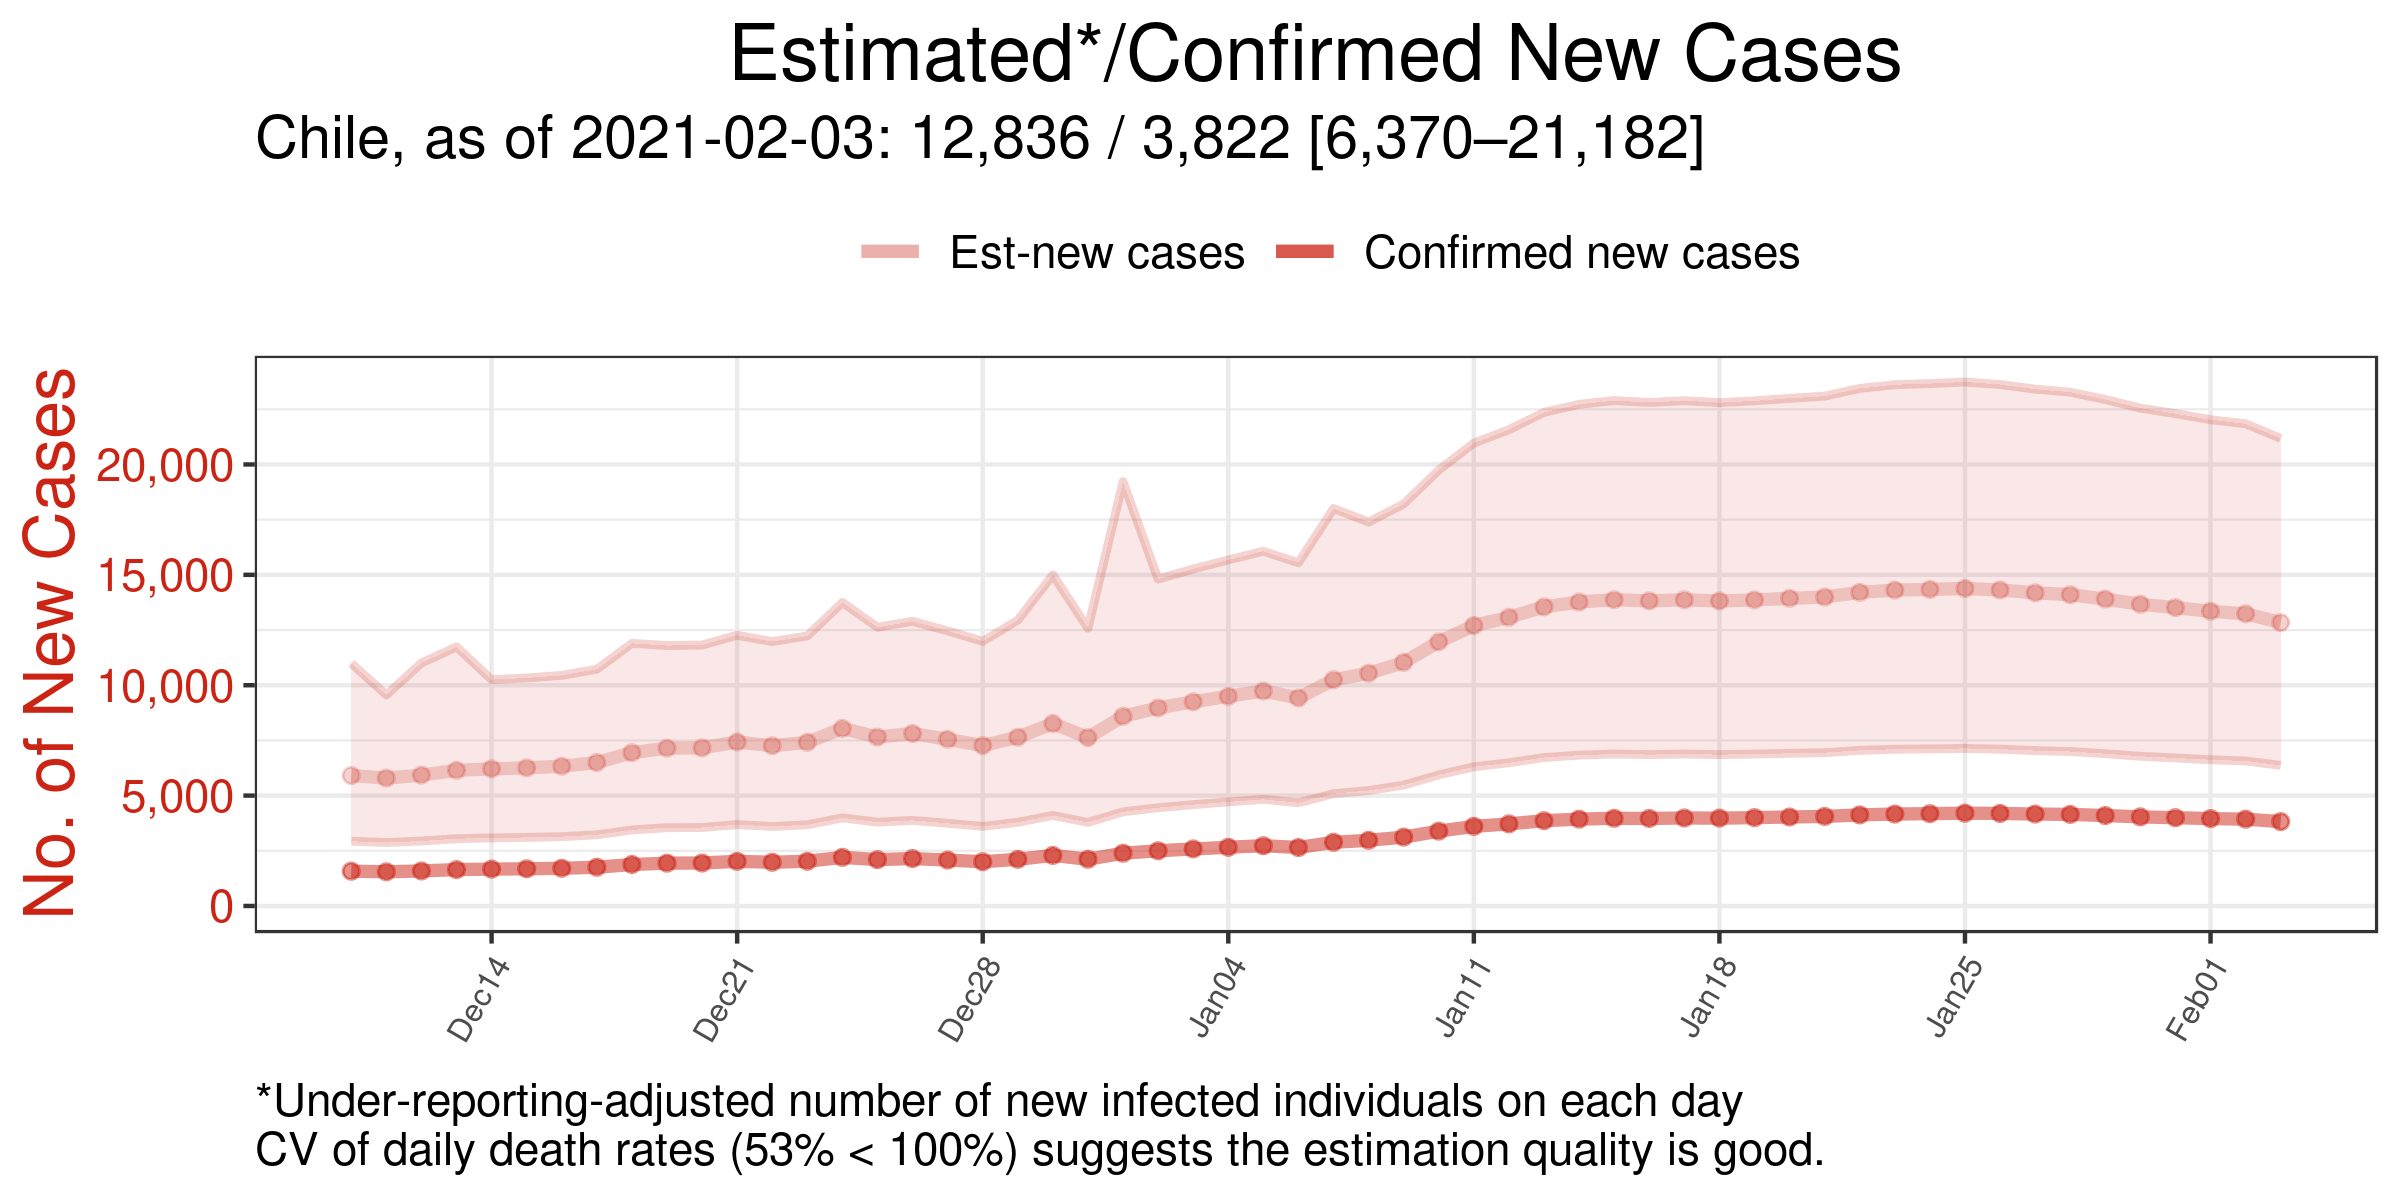 Estimated*/Confirmed New Cases
Chile, as of 2021-02-03: 12,836 / 3,822 [6,370–21,182]
Est-new cases
Confirmed new cases
No. of New Cases
20,000
15,000
10,000
5,000
0
Dec14
Dec21
Dec28
Jan04
Jan11
Jan18
Jan25
Feb01
*Under-reporting-adjusted number of new infected individuals on each day
CV of daily death rates (53% < 100%) suggests the estimation quality is good.